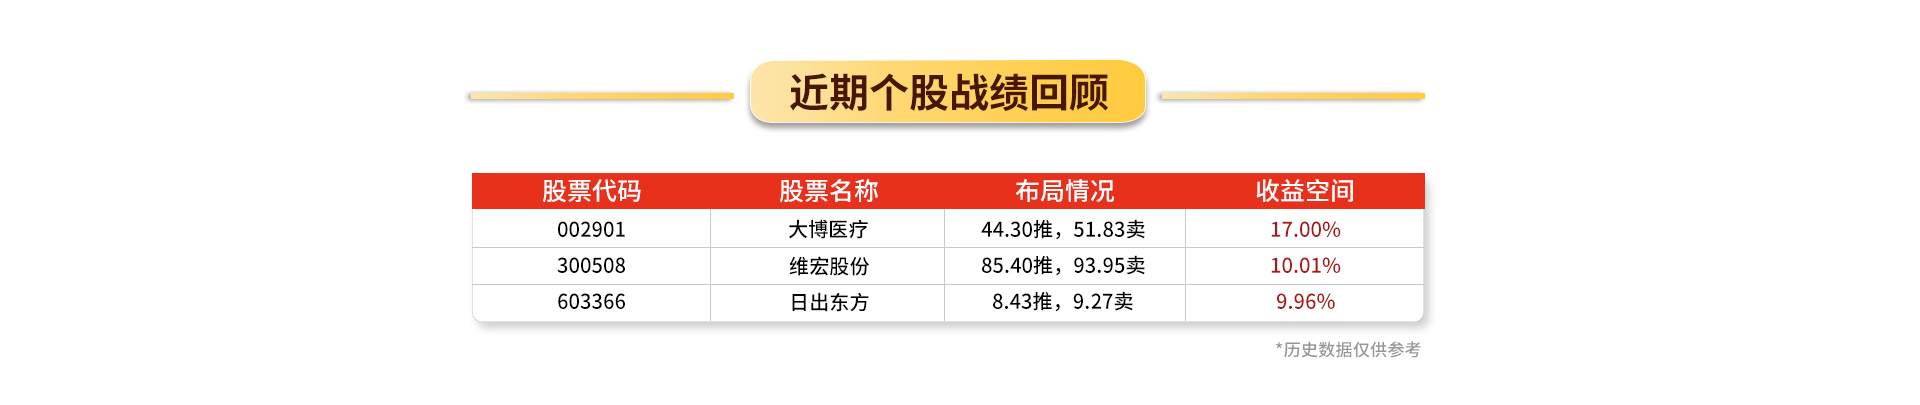 近期个股战绩回顾
股票代码 股票名称 布局情况 收益空间
002901 大博医疗 44.30推，51.83卖 17.00%
300508 维宏股份 85.40推，93.95卖 10.01%
603366 日出东方 8.43推，9.27卖 9.96%
*历史数据仅供参考